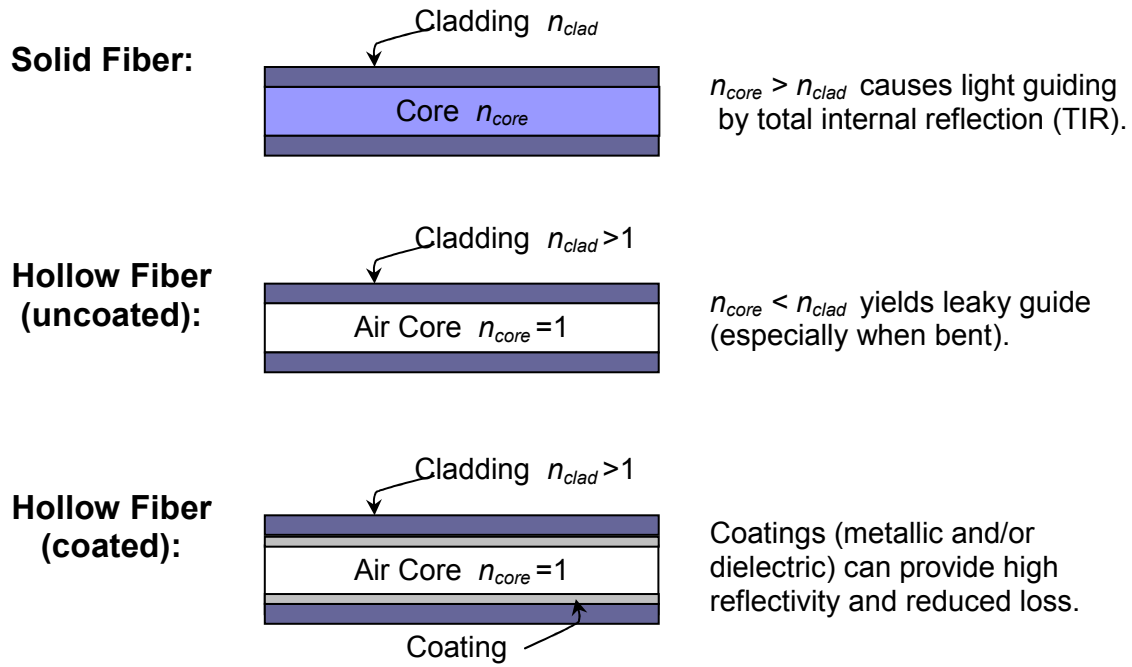 Cladding n_clad
Solid Fiber:
Core n_core
n_core > n_clad causes light guiding
by total internal reflection (TIR).
Cladding n_clad >1
Hollow Fiber
(uncoated):
Air Core n_core =1
n_core < n_clad yields leaky guide
(especially when bent).
Cladding n_clad >1
Hollow Fiber
(coated):
Air Core n_core =1
Coatings (metallic and/or
dielectric) can provide high
reflectivity and reduced loss.
Coating